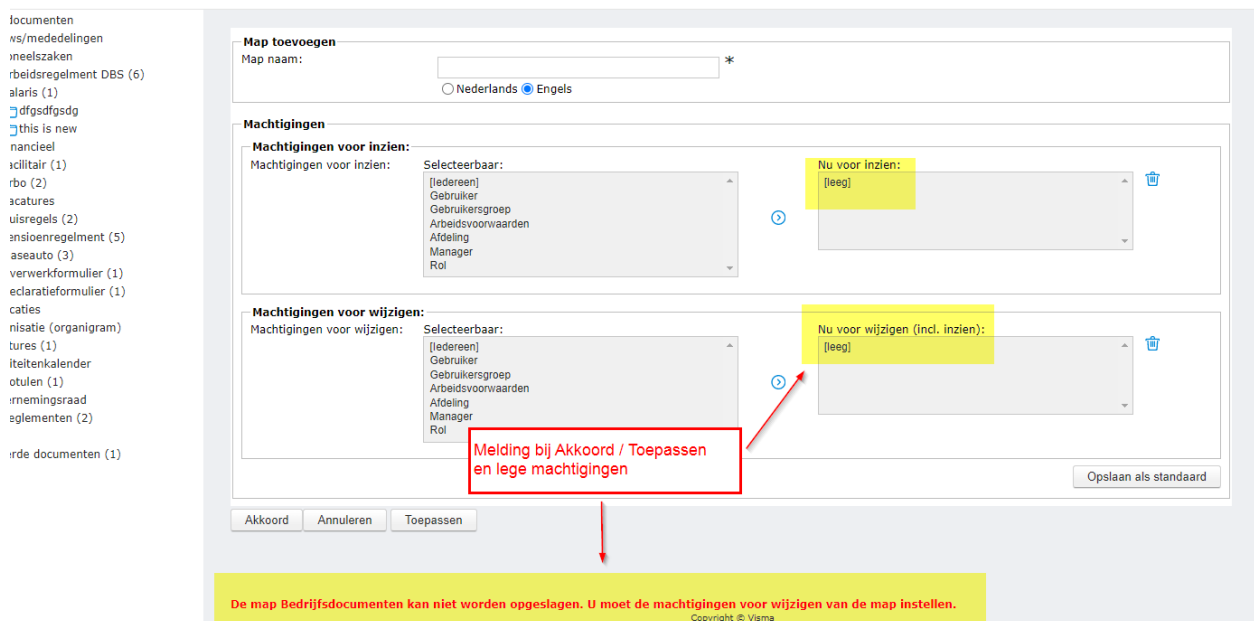 documenten
ws/mededelingen
oneelszaken
rbeidsregelment DBS (6)
alaris (1)
dfgsdfgsdg
this is new
nancieel
acilitair (1)
rbo (2)
acatures
uisregels (2)
ensioenregelment (5)
aseauto (3)
verwerkformulier (1)
eclaratieformulier (1)
caties
nisatie (organigram)
tures (1)
iteitenkalender
otulen (1)
ernemingsraad
eglementen (2)
erde documenten (1)
Map toevoegen
Map naam:
*
Nederlands Engels
Machtigingen
Machtigingen voor inzien:
Machtigingen voor inzien: Selecteerbaar: Nu voor inzien:
[Iedereen] [leeg]
Gebruiker
Gebruikersgroep
Arbeidsvoorwaarden
Afdeling
Manager
Rol
Machtigingen voor wijzigen:
Machtigingen voor wijzigen: Selecteerbaar: Nu voor wijzigen (incl. inzien):
[Iedereen] [leeg]
Gebruiker
Gebruikersgroep
Arbeidsvoorwaarden
Afdeling
Manager
Rol
Melding bij Akkoord / Toepassen
en lege machtigingen
Opslaan als standaard
Akkoord Annuleren Toepassen
De map Bedrijfsdocumenten kan niet worden opgeslagen. U moet de machtigingen voor wijzigen van de map instellen.
Copyright © Visma